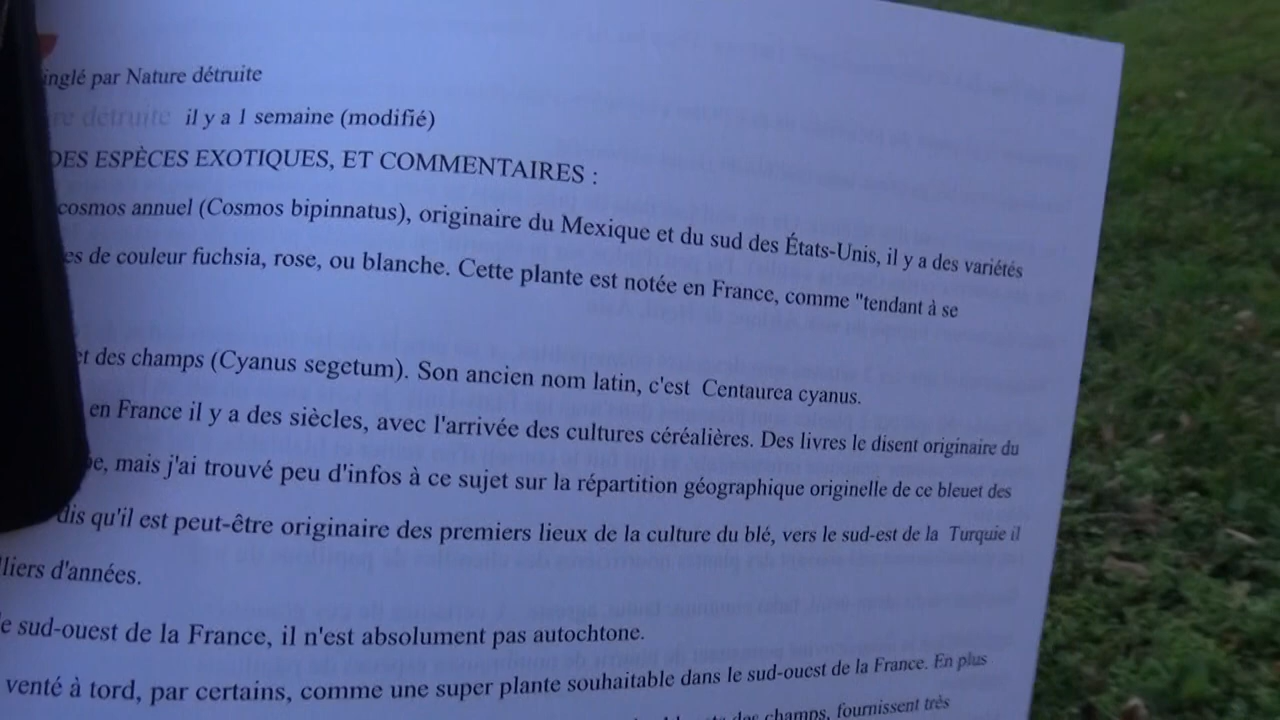 inglé par Nature détruite
re détruite il y a 1 semaine (modifié)
DES ESPÈCES EXOTIQUES, ET COMMENTAIRES :
cosmos annuel (Cosmos bipinnatus), originaire du Mexique et du sud des États-Unis, il y a des variétés
es de couleur fuchsia, rose, ou blanche. Cette plante est notée en France, comme "tendant à se
et des champs (Cyanus segetum). Son ancien nom latin, c'est Centaurea cyanus.
en France il y a des siècles, avec l'arrivée des cultures céréalières. Des livres le disent originaire du
pe, mais j'ai trouvé peu d'infos à ce sujet sur la répartition géographique originelle de ce bleuet des
dis qu'il est peut-être originaire des premiers lieux de la culture du blé, vers le sud-est de la Turquie il
lliers d'années.
e sud-ouest de la France, il n'est absolument pas autochtone.
venté à tord, par certains, comme une super plante souhaitable dans le sud-ouest de la France. En plus
des champs, fournissent très